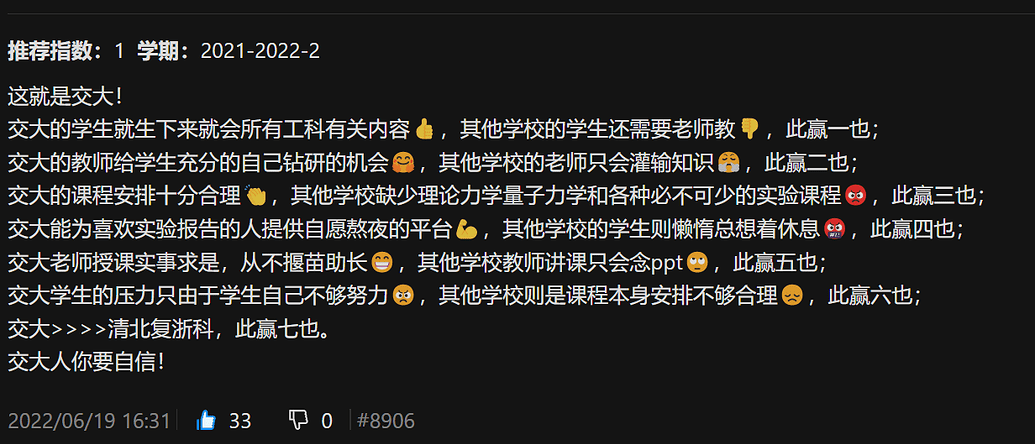 推荐指数：1 学期：2021-2022-2
这就是交大！
交大的学生就生下来就会所有工科有关内容👍，其他学校的学生还需要老师教👎，此赢一也；
交大的教师给学生充分的自己钻研的机会🤗，其他学校的老师只会灌输知识😤，此赢二也；
交大的课程安排十分合理👏，其他学校缺少理论力学量子力学和各种必不可少的实验课程😡，此赢三也；
交大能为喜欢实验报告的人提供自愿熬夜的平台💪，其他学校的学生则懒惰总想着休息🤬，此赢四也；
交大老师授课实事求是，从不揠苗助长😁，其他学校教师讲课只会念ppt🙄，此赢五也；
交大学生的压力只由于学生自己不够努力😟，其他学校则是课程本身安排不够合理😞，此赢六也；
交大>>>>清北复浙科，此赢七也。
交大人你要自信！
2022/06/19 16:31 33 0 #8906